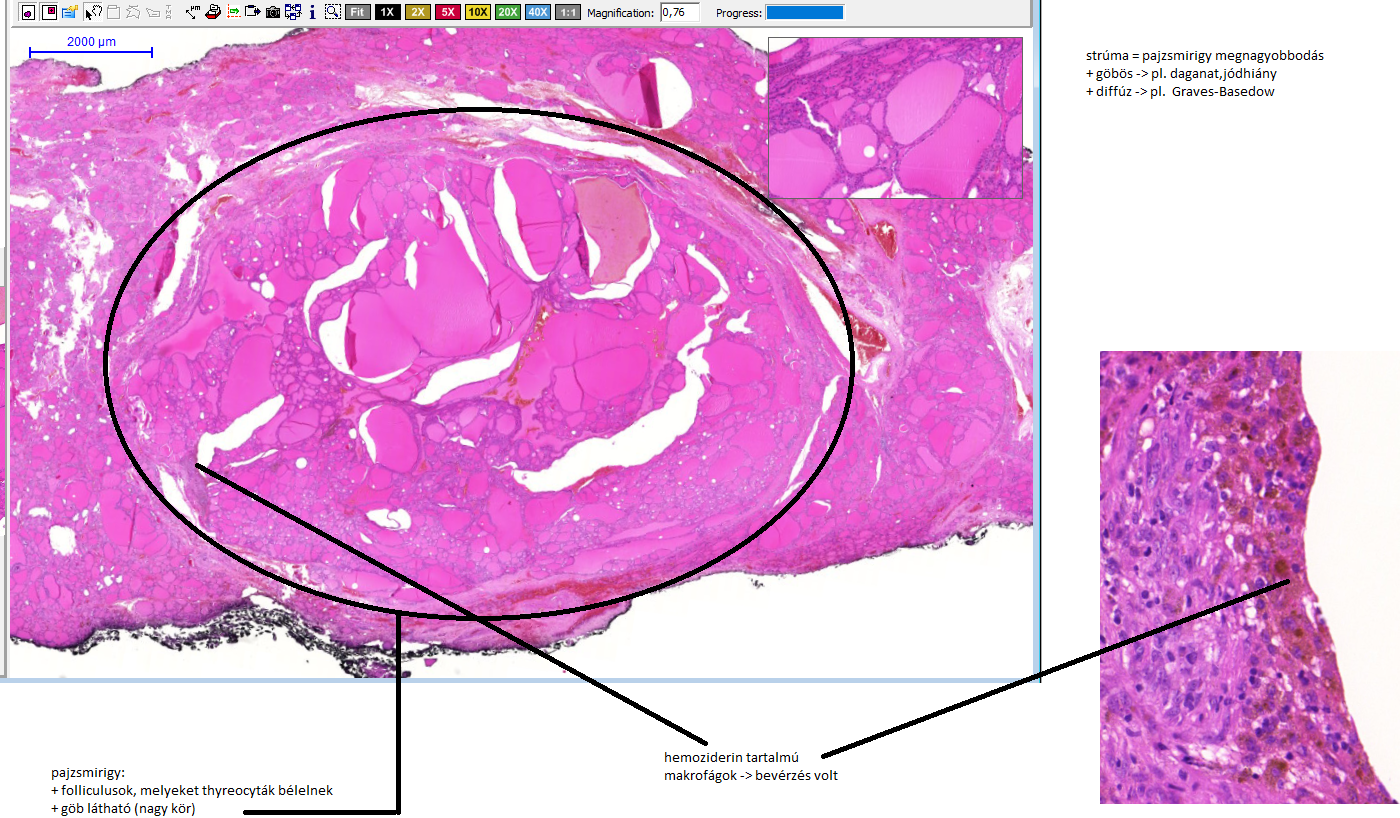 Fit 1X 2X 5X 10X 20X 40X 1:1 Magnification: 0,76 Progress:
2000 µm
strúma = pajzsmirigy megnagyobbodás
+ göbös -> pl. daganat,jódhiány
+ diffúz -> pl. Graves-Basedow
hemoziderin tartalmú
makrofágok -> bevérzés volt
pajzsmirigy:
+ folliculusok, melyeket thyreocyták bélelnek
+ göb látható (nagy kör)